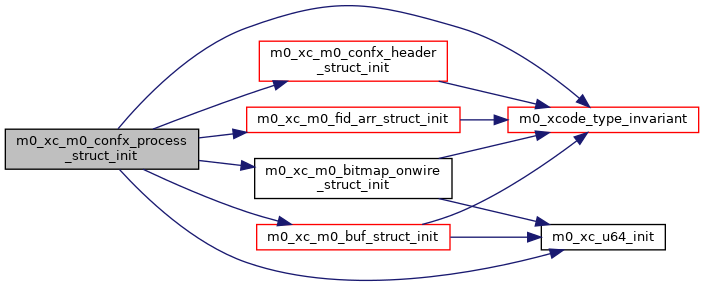 m0_xc_m0_confx_process
_struct_init
m0_xc_m0_confx_header
_struct_init
m0_xc_m0_fid_arr_struct_init
m0_xc_m0_bitmap_onwire
_struct_init
m0_xc_m0_buf_struct_init
m0_xcode_type_invariant
m0_xc_u64_init